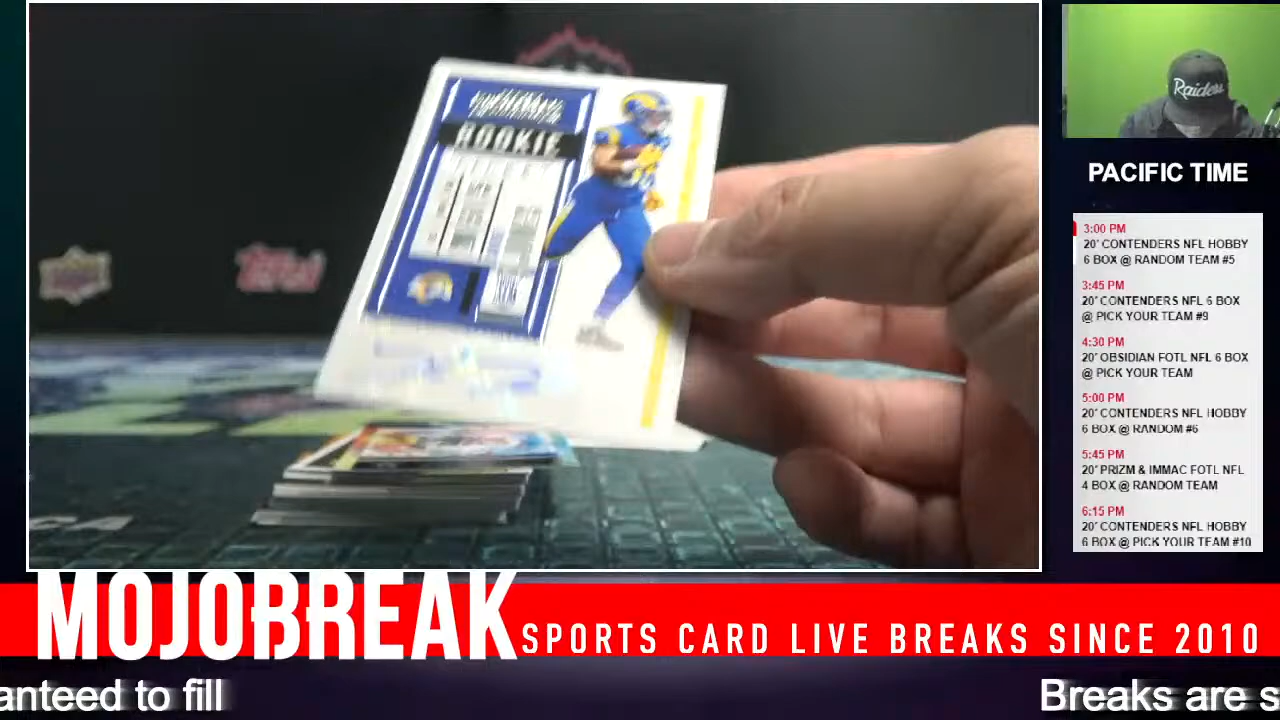 ROOKIE
Topps
Raiders
PACIFIC TIME
3:00 PM
20' CONTENDERS NFL HOBBY
6 BOX @ RANDOM TEAM #5
3:45 PM
20' CONTENDERS NFL 6 BOX
@ PICK YOUR TEAM #9
4:30 PM
20' OBSIDIAN FOTL NFL 6 BOX
@ PICK YOUR TEAM
5:00 PM
20' CONTENDERS NFL HOBBY
6 BOX @ RANDOM #6
5:45 PM
20' PRIZM & IMMAC FOTL NFL
4 BOX @ RANDOM TEAM
6:15 PM
20' CONTENDERS NFL HOBBY
6 BOX @ PICK YOUR TEAM #10
MOJOBREAK
SPORTS CARD LIVE BREAKS SINCE 2010
anteed to fill
Breaks are s